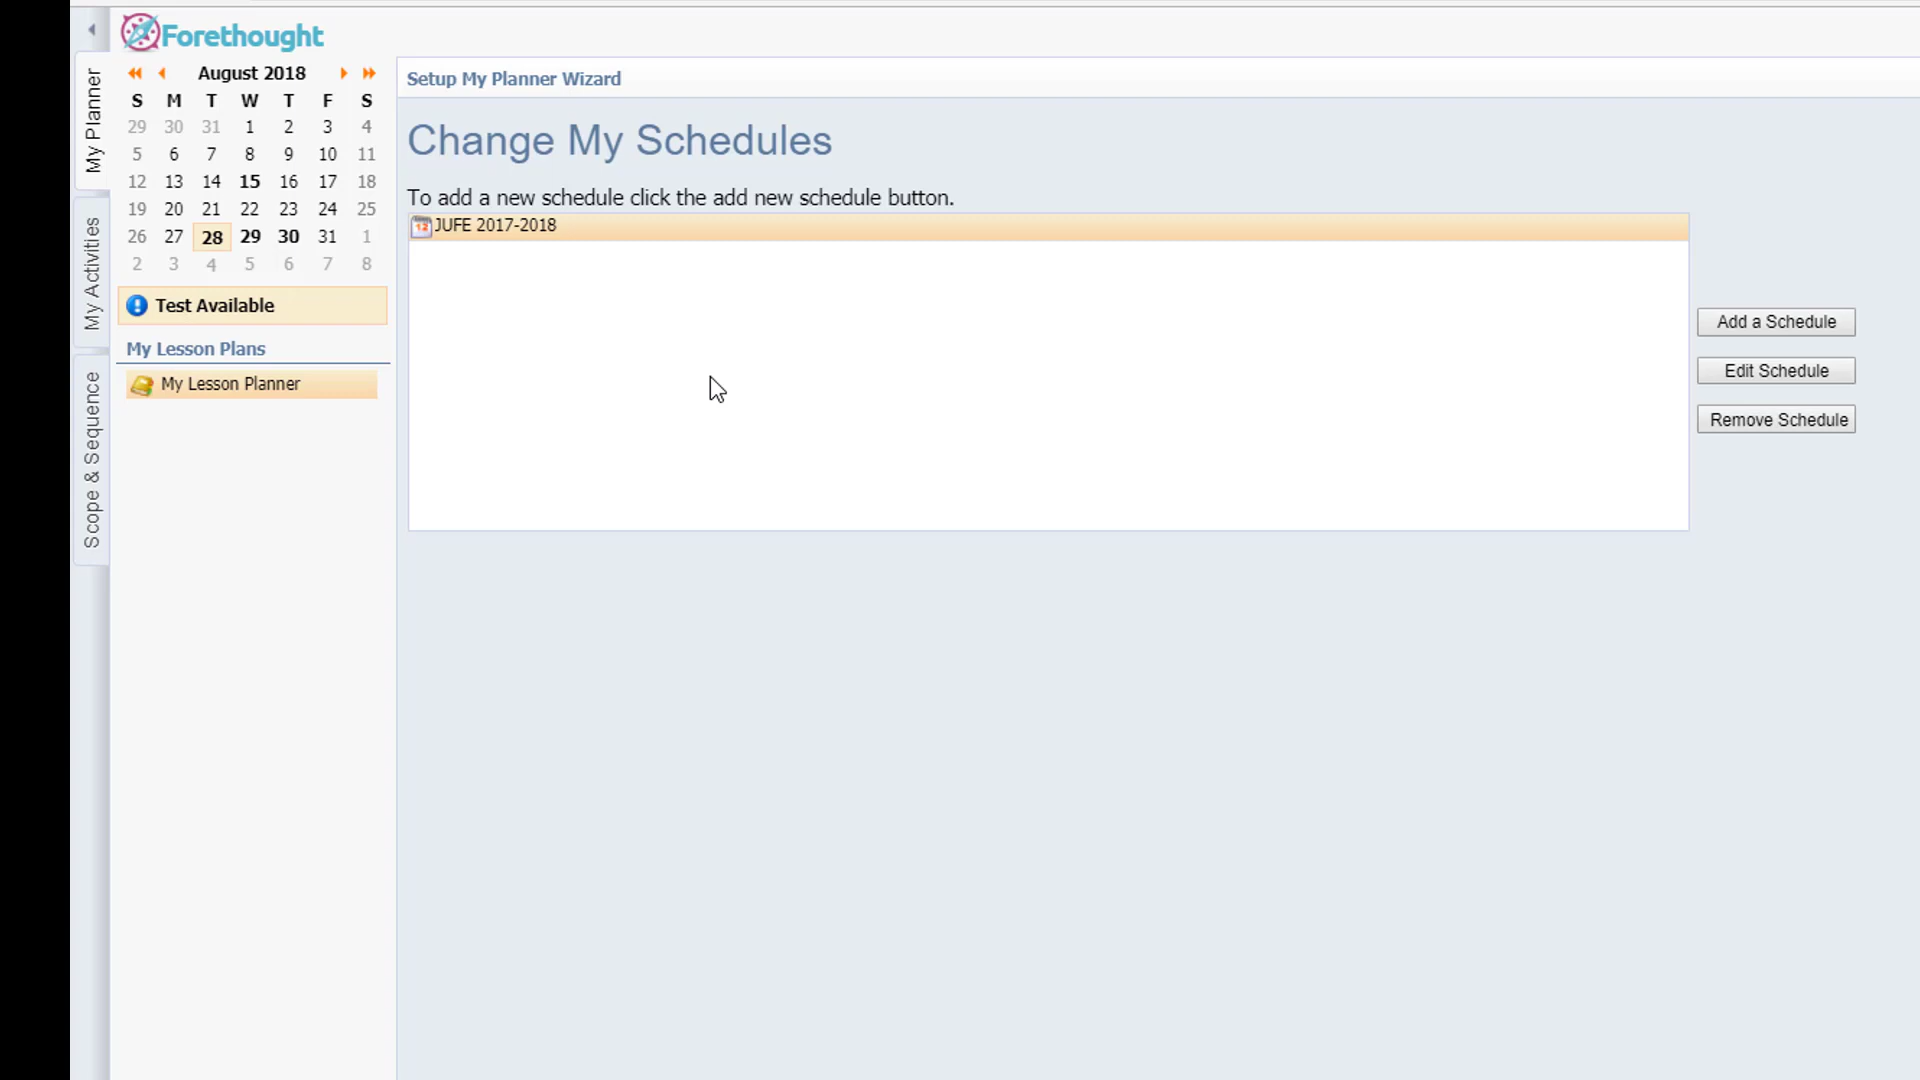 Forethought
August 2018
S M T W T F S
29 30 31 1 2 3 4
5 6 7 8 9 10 11
12 13 14 15 16 17 18
19 20 21 22 23 24 25
26 27 28 29 30 31 1
2 3 4 5 6 7 8
Test Available
My Lesson Plans
My Lesson Planner
My Planner
My Activities
Scope & Sequence
Setup My Planner Wizard
Change My Schedules
To add a new schedule click the add new schedule button.
12 JUFE 2017-2018
Add a Schedule
Edit Schedule
Remove Schedule